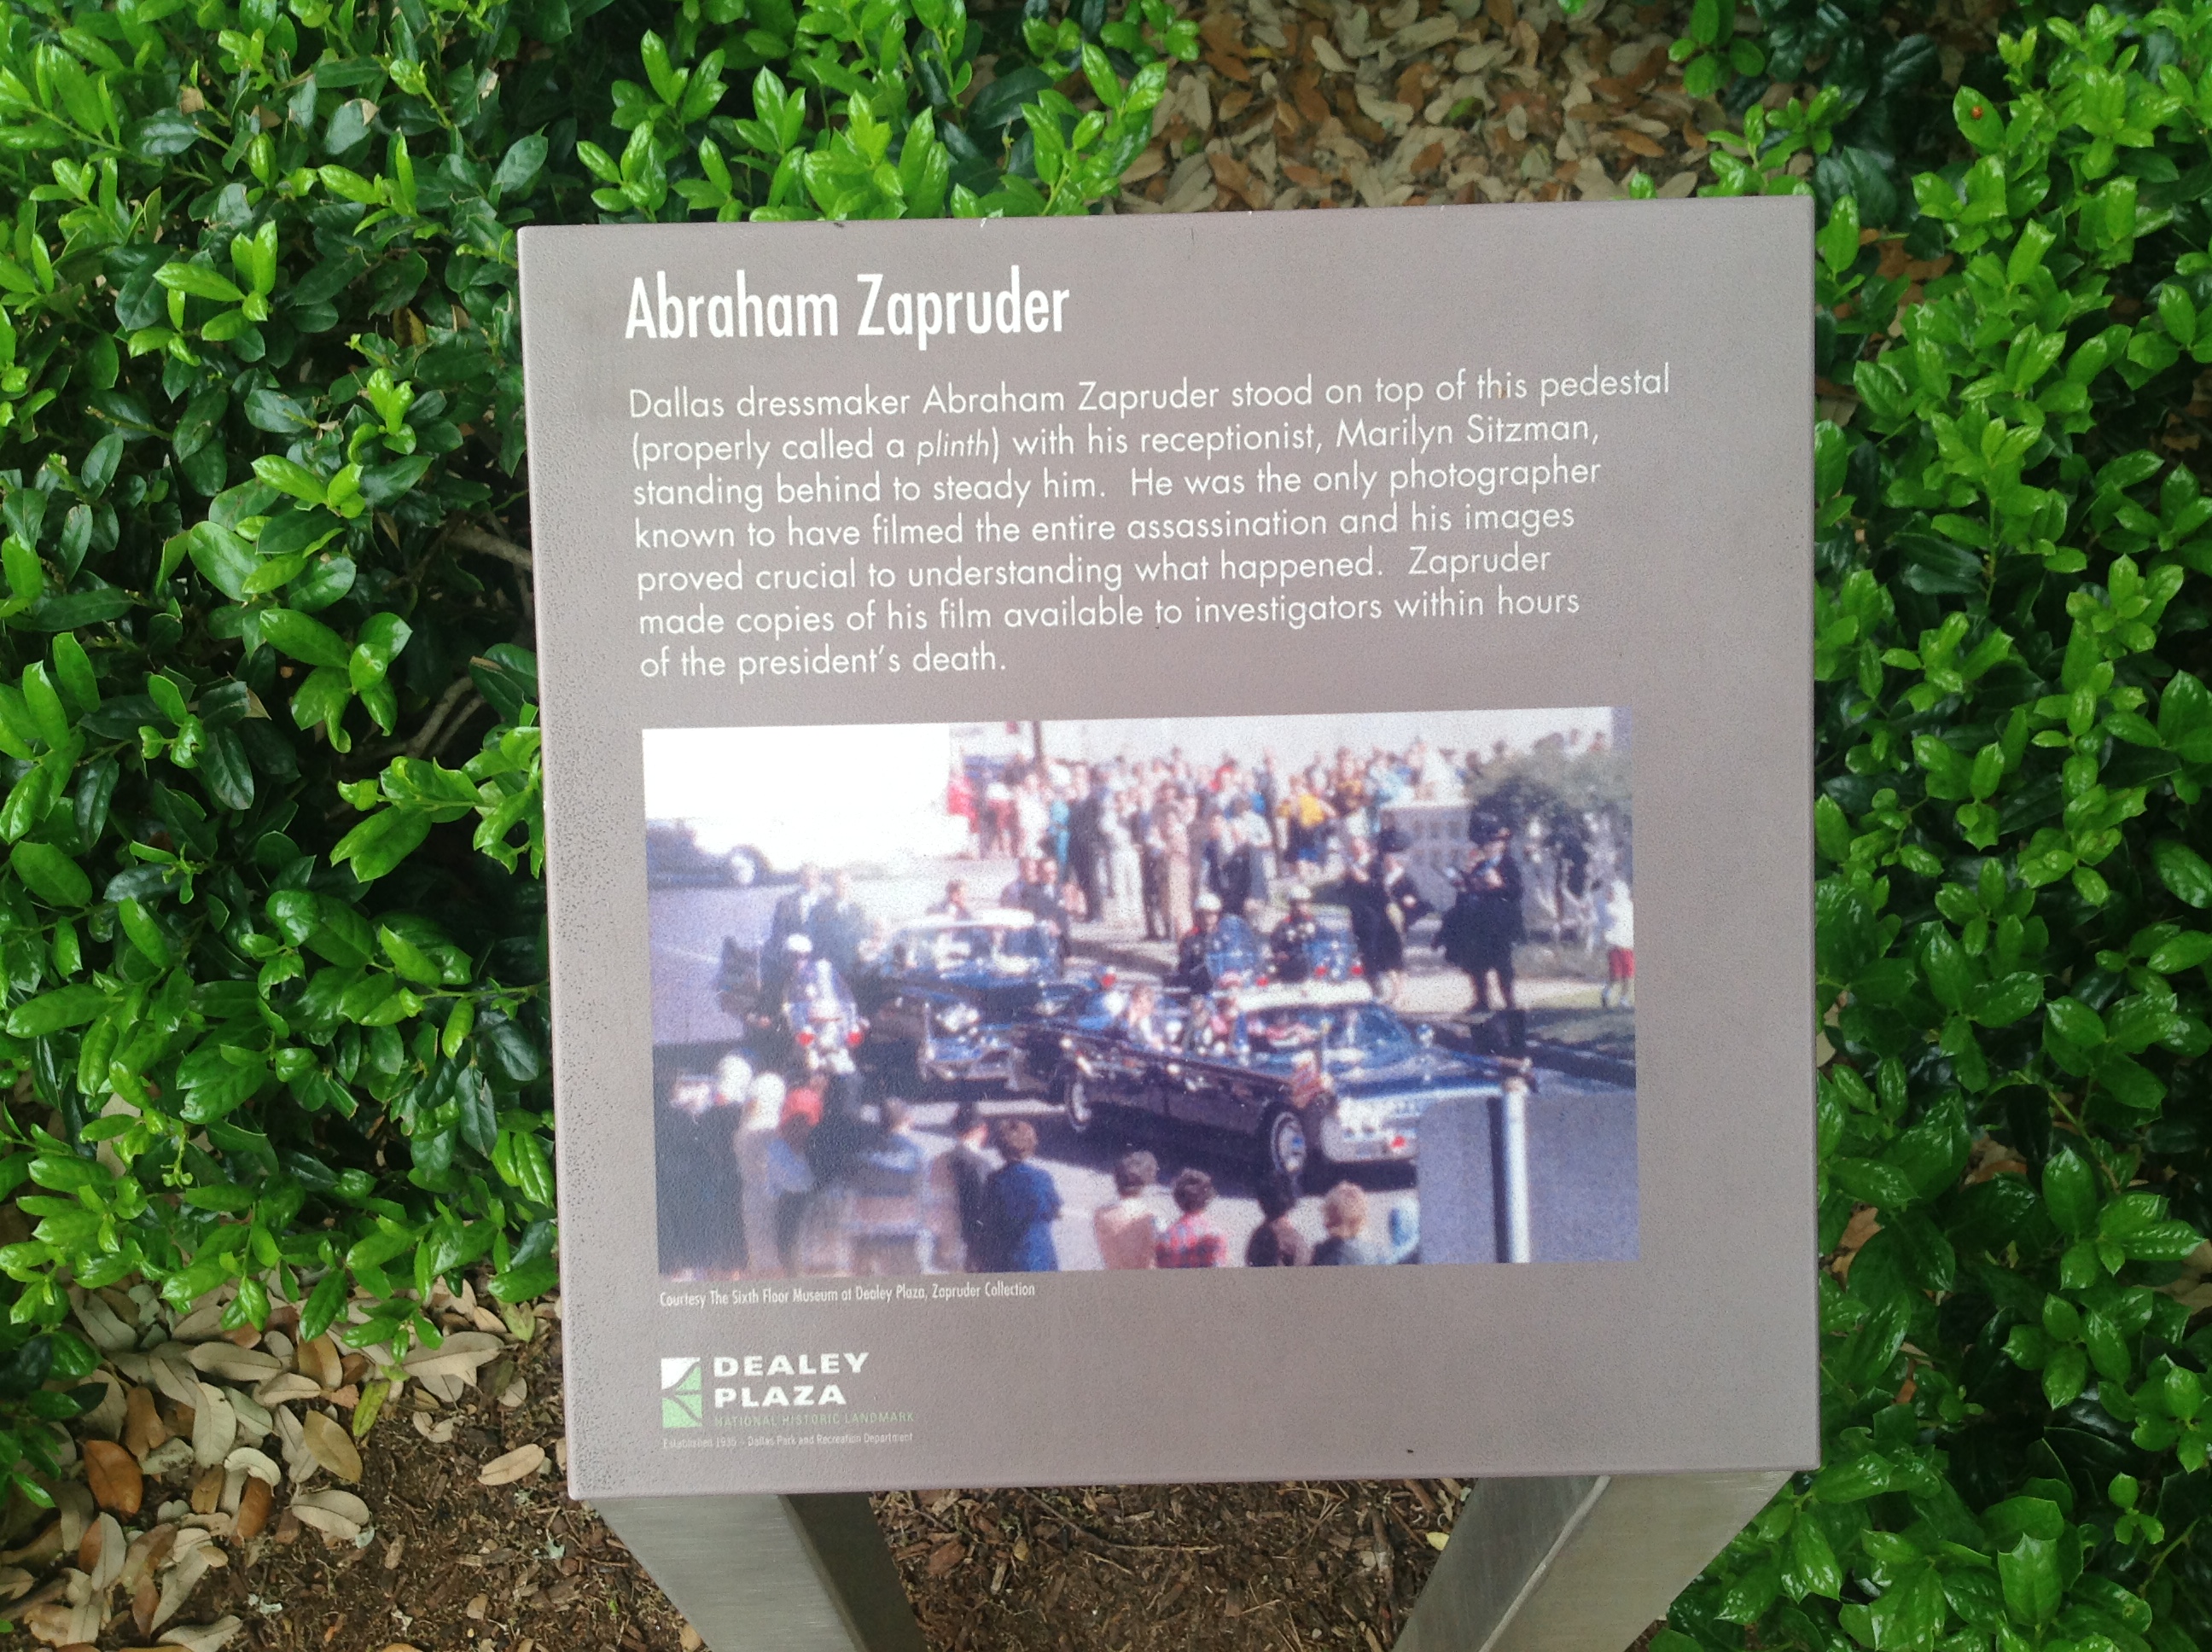 Abraham Zapruder
Dallas dressmaker Abraham Zapruder stood on top of this pedestal
(properly called a plinth) with his receptionist, Marilyn Sitzman,
standing behind to steady him. He was the only photographer
known to have filmed the entire assassination and his images
proved crucial to understanding what happened. Zapruder
made copies of his film available to investigators within hours
of the president's death.
Courtesy The Sixth Floor Museum at Dealey Plaza, Zapruder Collection
DEALEY
PLAZA
NATIONAL HISTORIC LANDMARK
Established 1935 - Dallas Park and Recreation Department